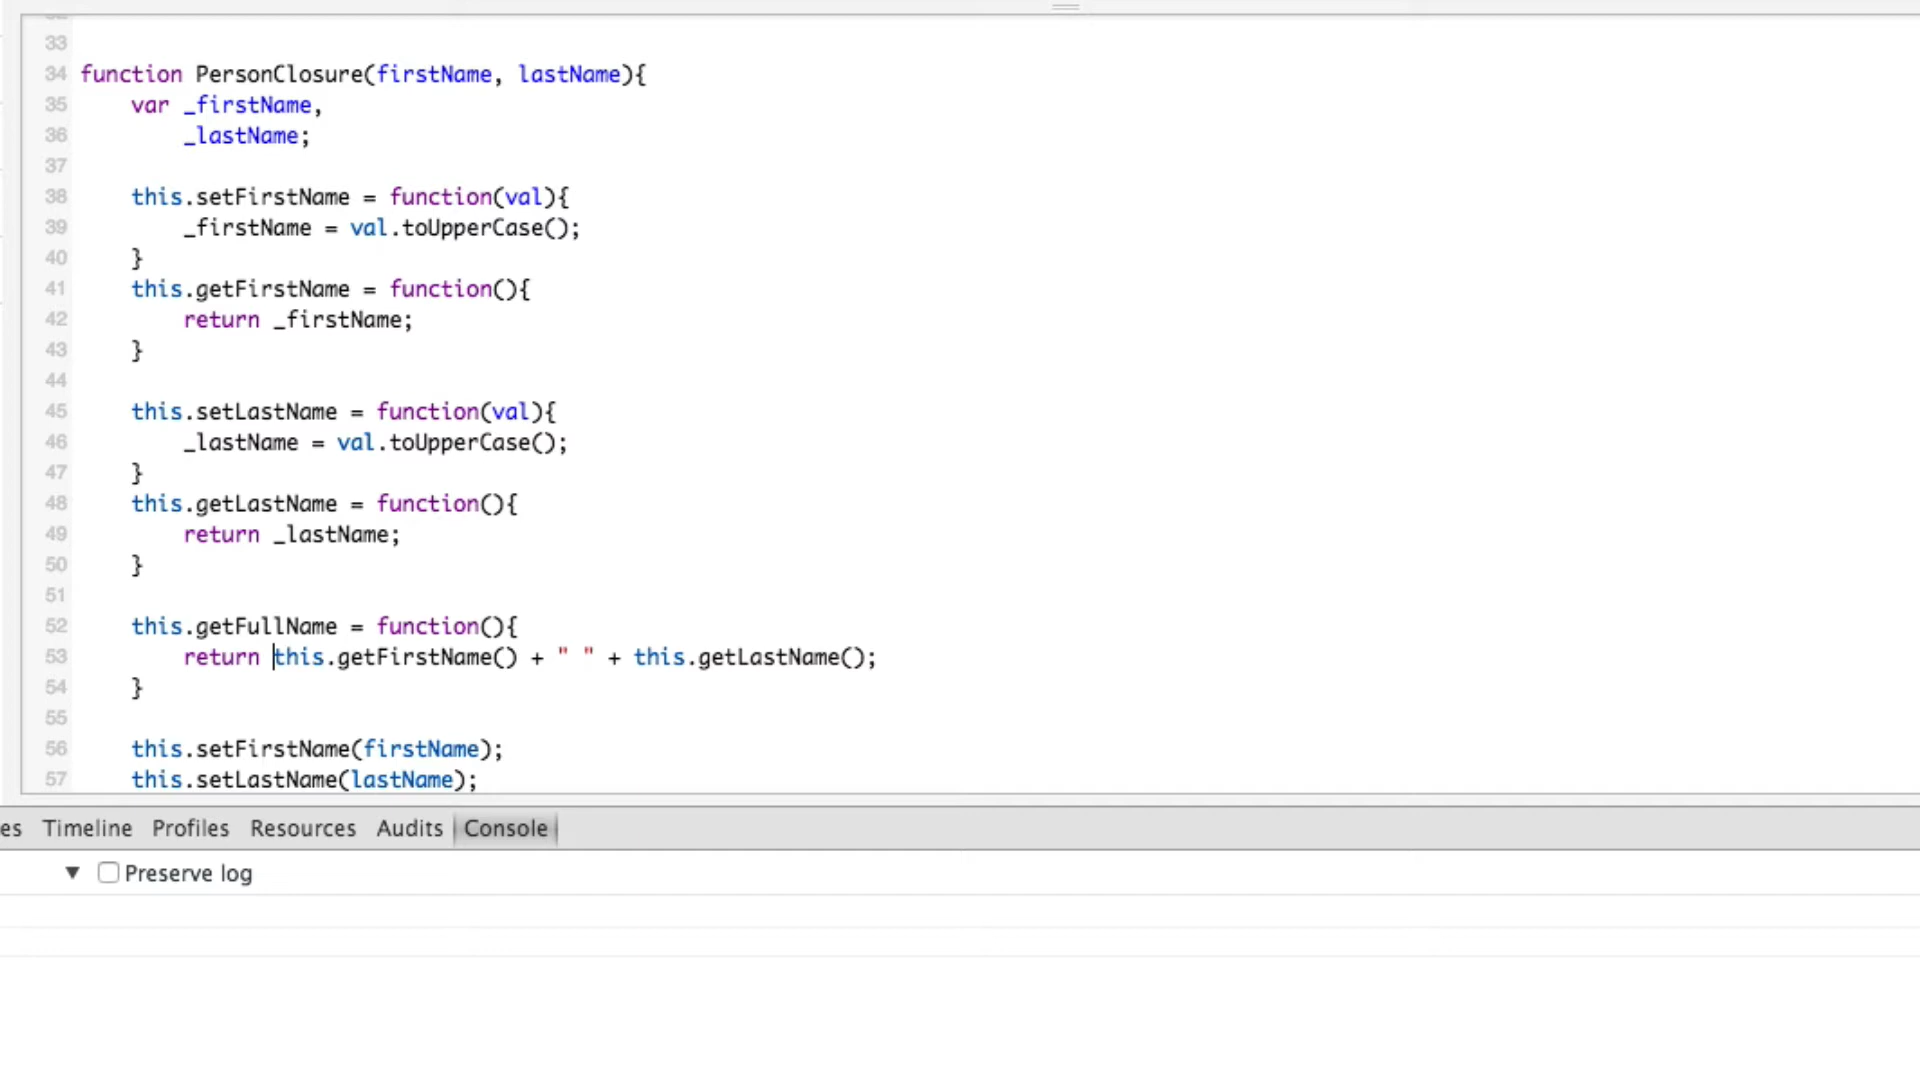 33
34 function PersonClosure(firstName, lastName){
35     var _firstName,
36         _lastName;
37
38     this.setFirstName = function(val){
39         _firstName = val.toUpperCase();
40     }
41     this.getFirstName = function(){
42         return _firstName;
43     }
44
45     this.setLastName = function(val){
46         _lastName = val.toUpperCase();
47     }
48     this.getLastName = function(){
49         return _lastName;
50     }
51
52     this.getFullName = function(){
53         return this.getFirstName() + " " + this.getLastName();
54     }
55
56     this.setFirstName(firstName);
57     this.setLastName(lastName);
es Timeline Profiles Resources Audits Console
▼ Preserve log